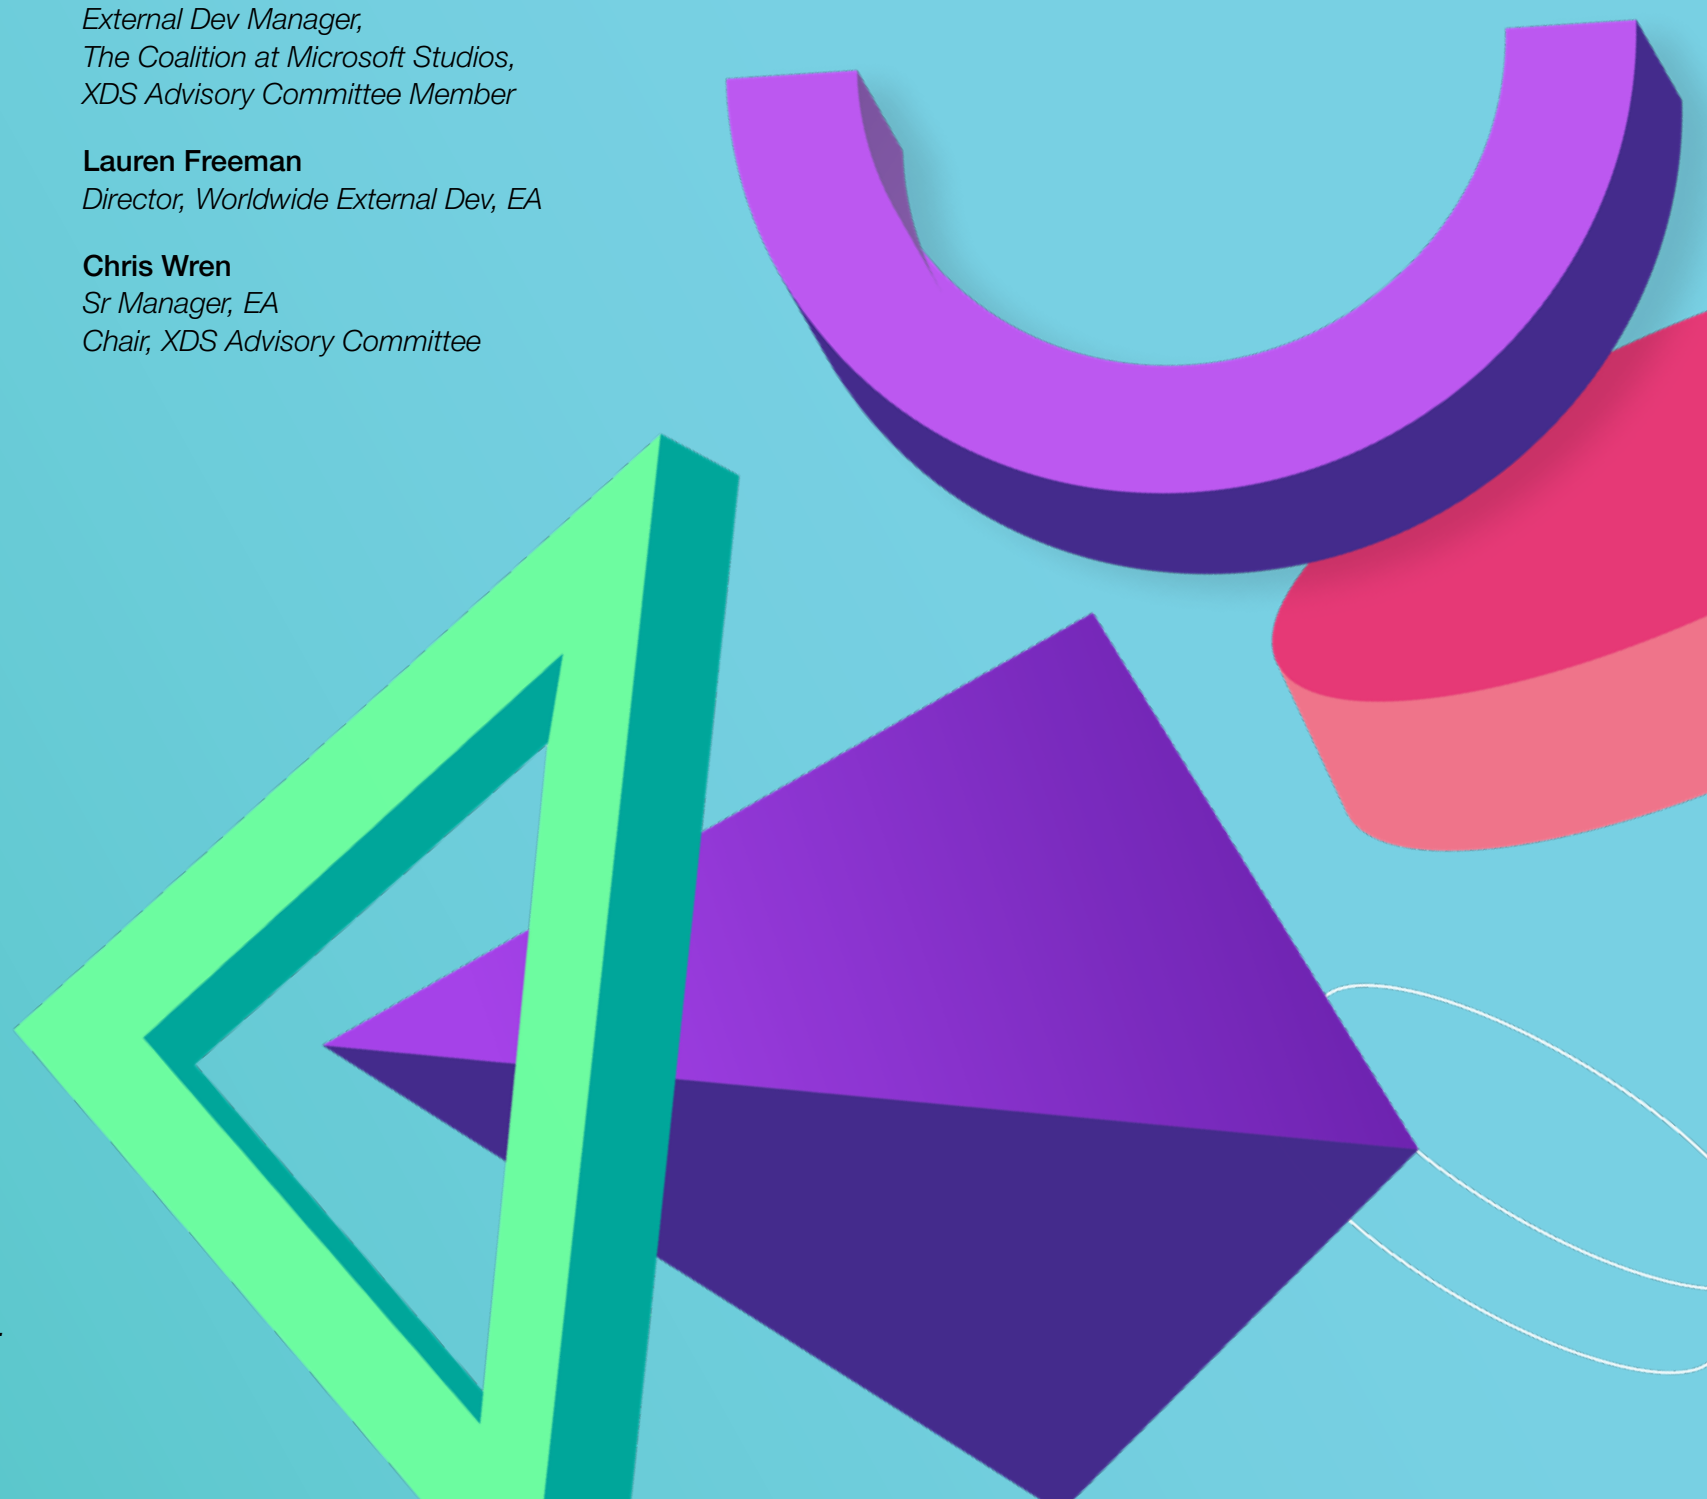 External Dev Manager,
The Coalition at Microsoft Studios,
XDS Advisory Committee Member
Lauren Freeman
Director, Worldwide External Dev, EA
Chris Wren
Sr Manager, EA
Chair, XDS Advisory Committee